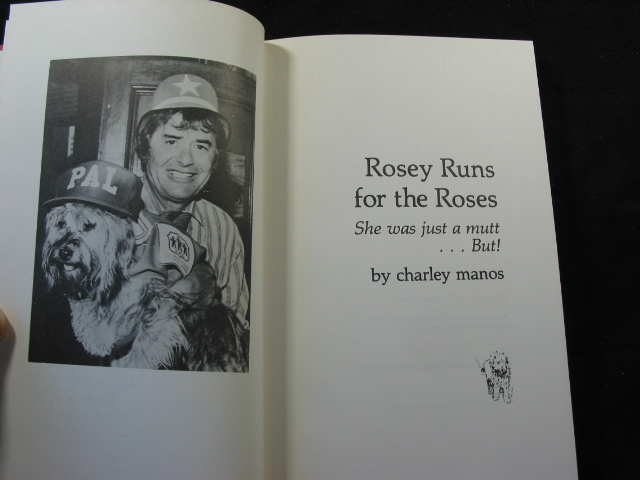 PAL
Rosey Runs
for the Roses
She was just a mutt
. . . But!
by charley manos